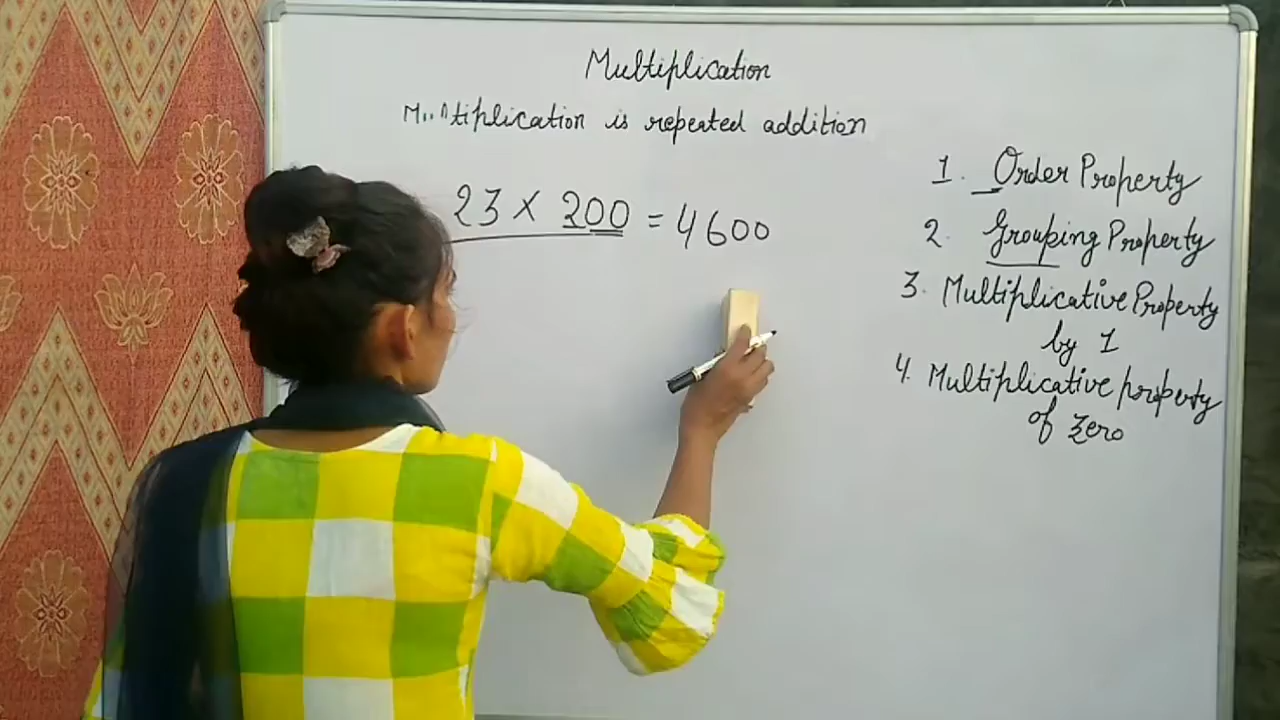 Multiplication
Multiplication is repeated addition
23 × 200 = 4600
1. Order Property
2. Grouping Property
3. Multiplicative Property
by 1
4. Multiplicative property
of zero